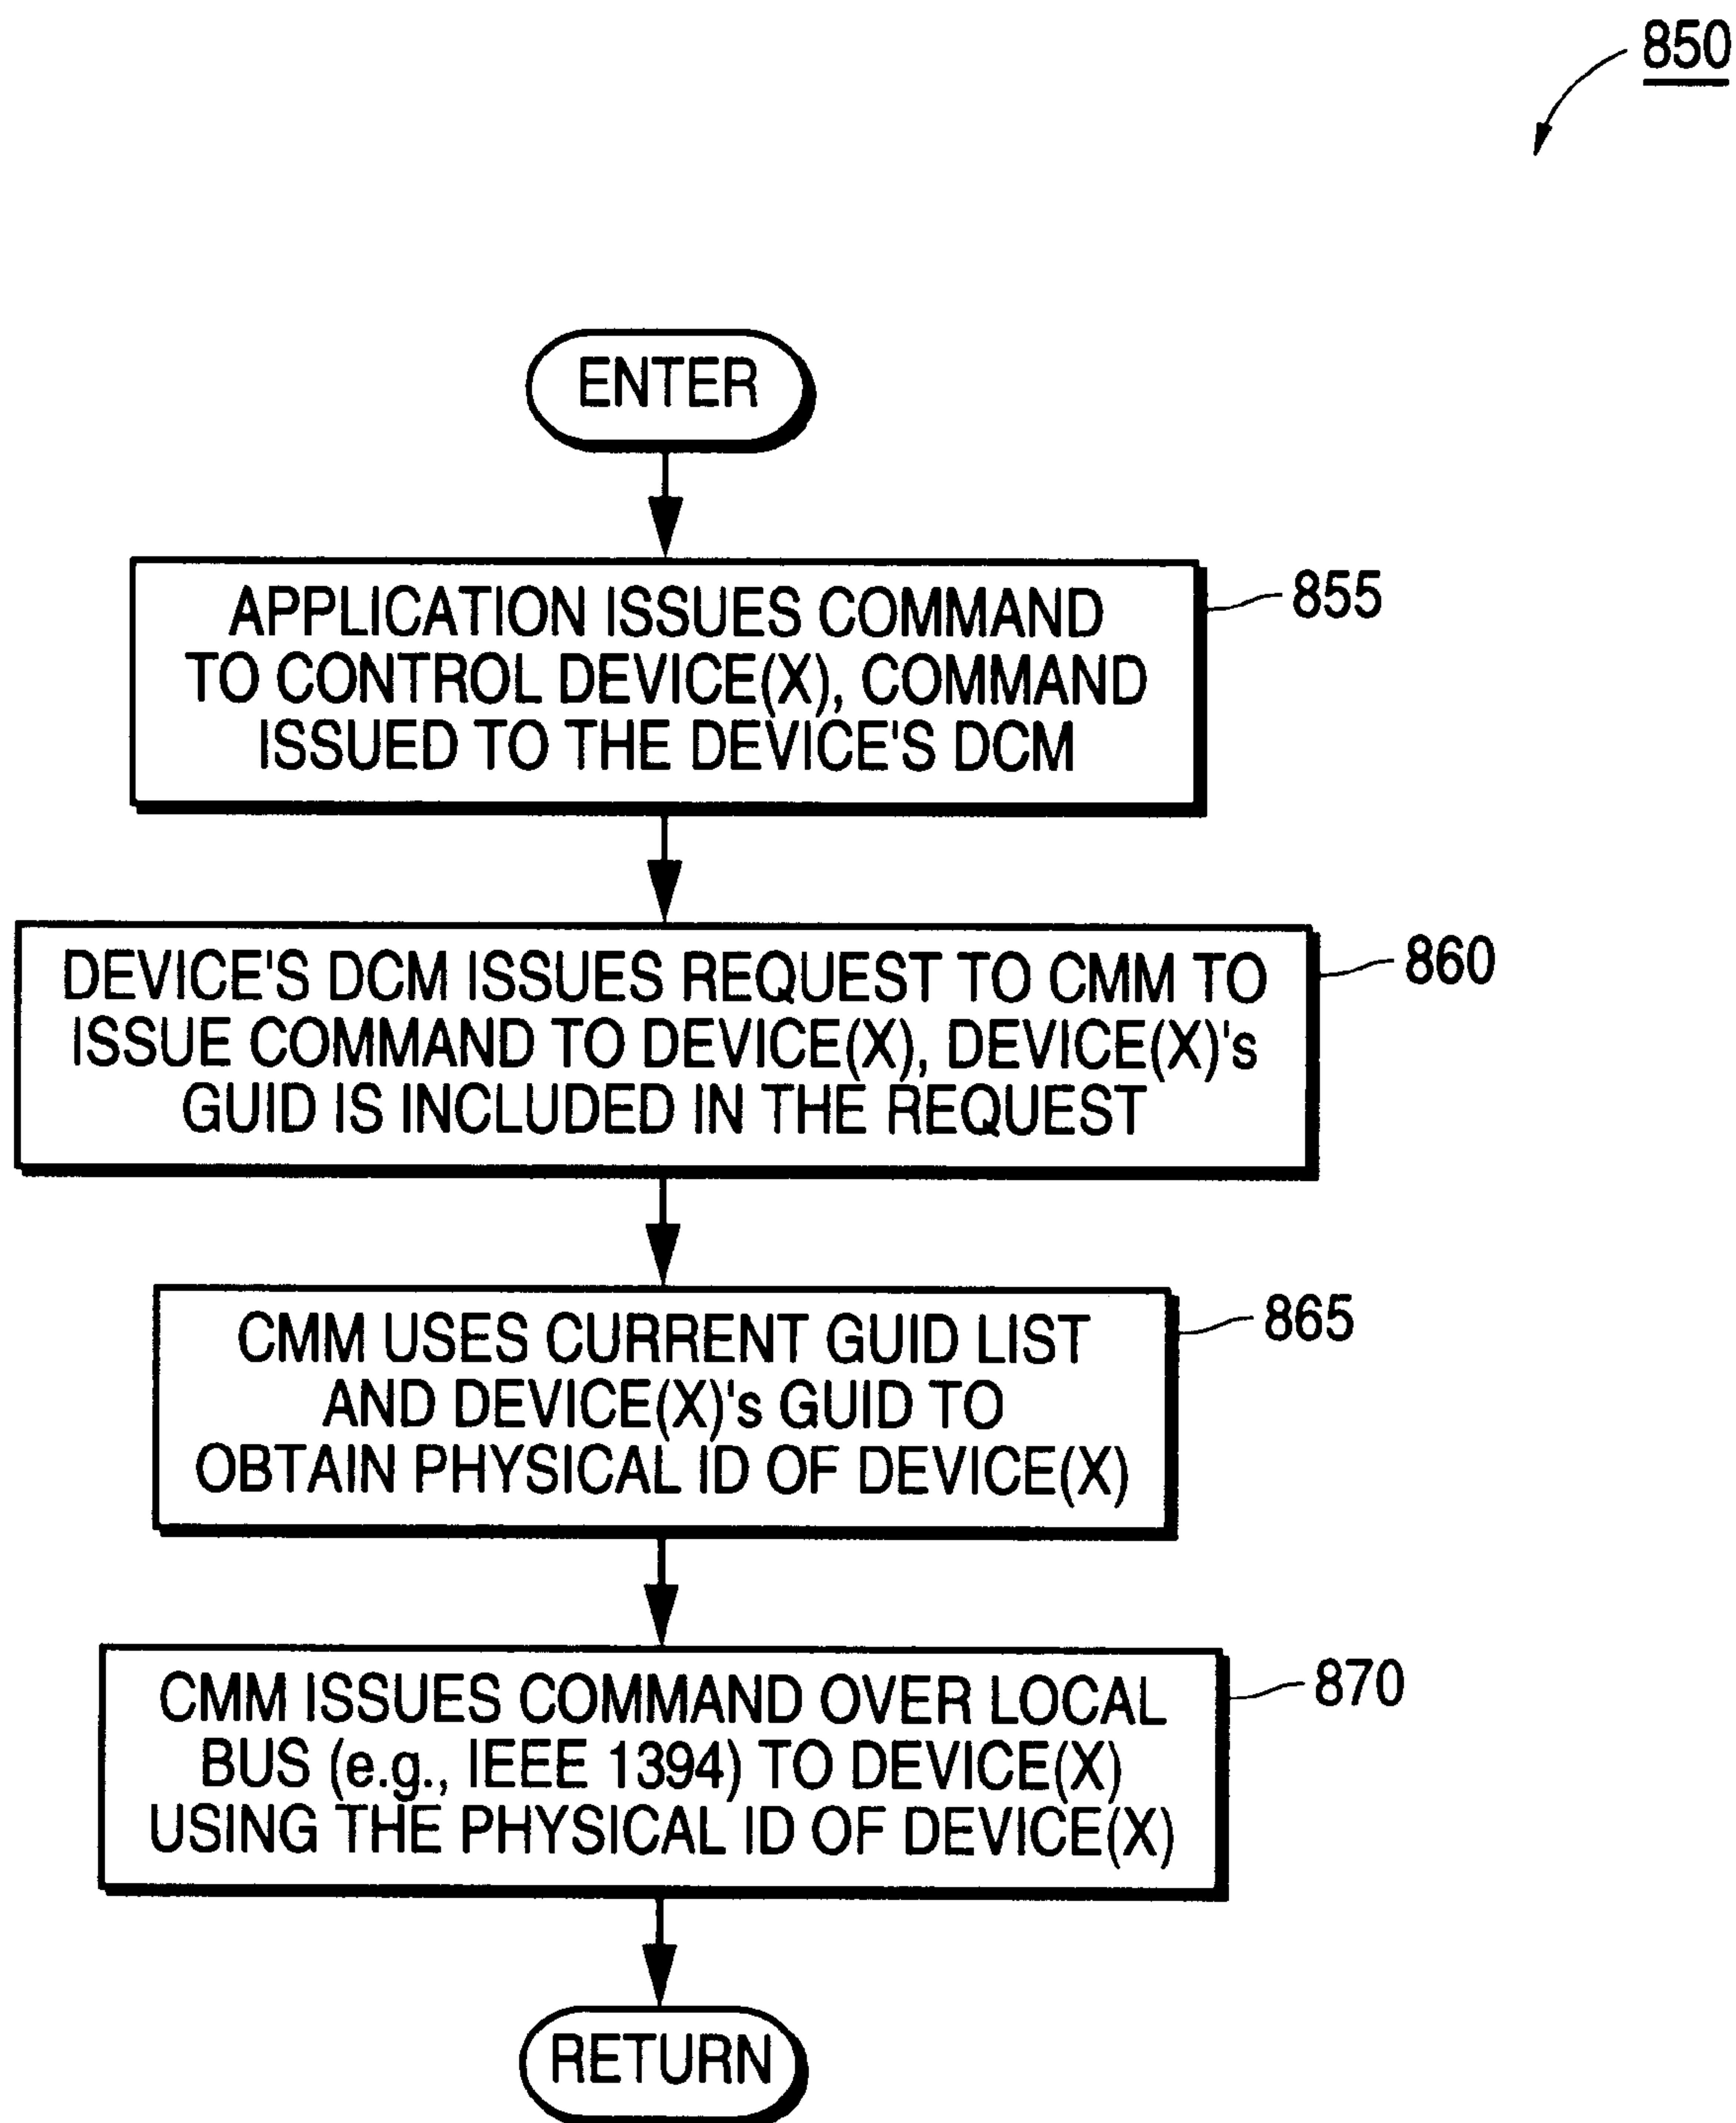 850
ENTER
APPLICATION ISSUES COMMAND
TO CONTROL DEVICE(X), COMMAND
ISSUED TO THE DEVICE'S DCM
855
DEVICE'S DCM ISSUES REQUEST TO CMM TO
ISSUE COMMAND TO DEVICE(X), DEVICE(X)'s
GUID IS INCLUDED IN THE REQUEST
860
CMM USES CURRENT GUID LIST
AND DEVICE(X)'s GUID TO
OBTAIN PHYSICAL ID OF DEVICE(X)
865
CMM ISSUES COMMAND OVER LOCAL
BUS (e.g., IEEE 1394) TO DEVICE(X)
USING THE PHYSICAL ID OF DEVICE(X)
870
RETURN